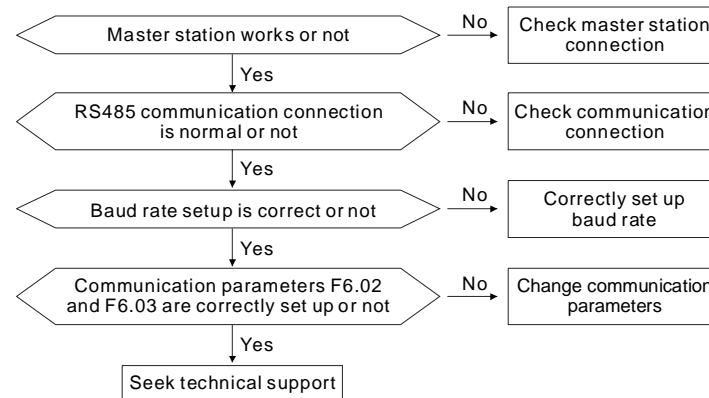 Master station works or not
No
Check master station
connection
Yes
RS485 communication connection
is normal or not
No
Check communication
connection
Yes
Baud rate setup is correct or not
No
Correctly set up
baud rate
Yes
Communication parameters F6.02
and F6.03 are correctly set up or not
No
Change communication
parameters
Yes
Seek technical support